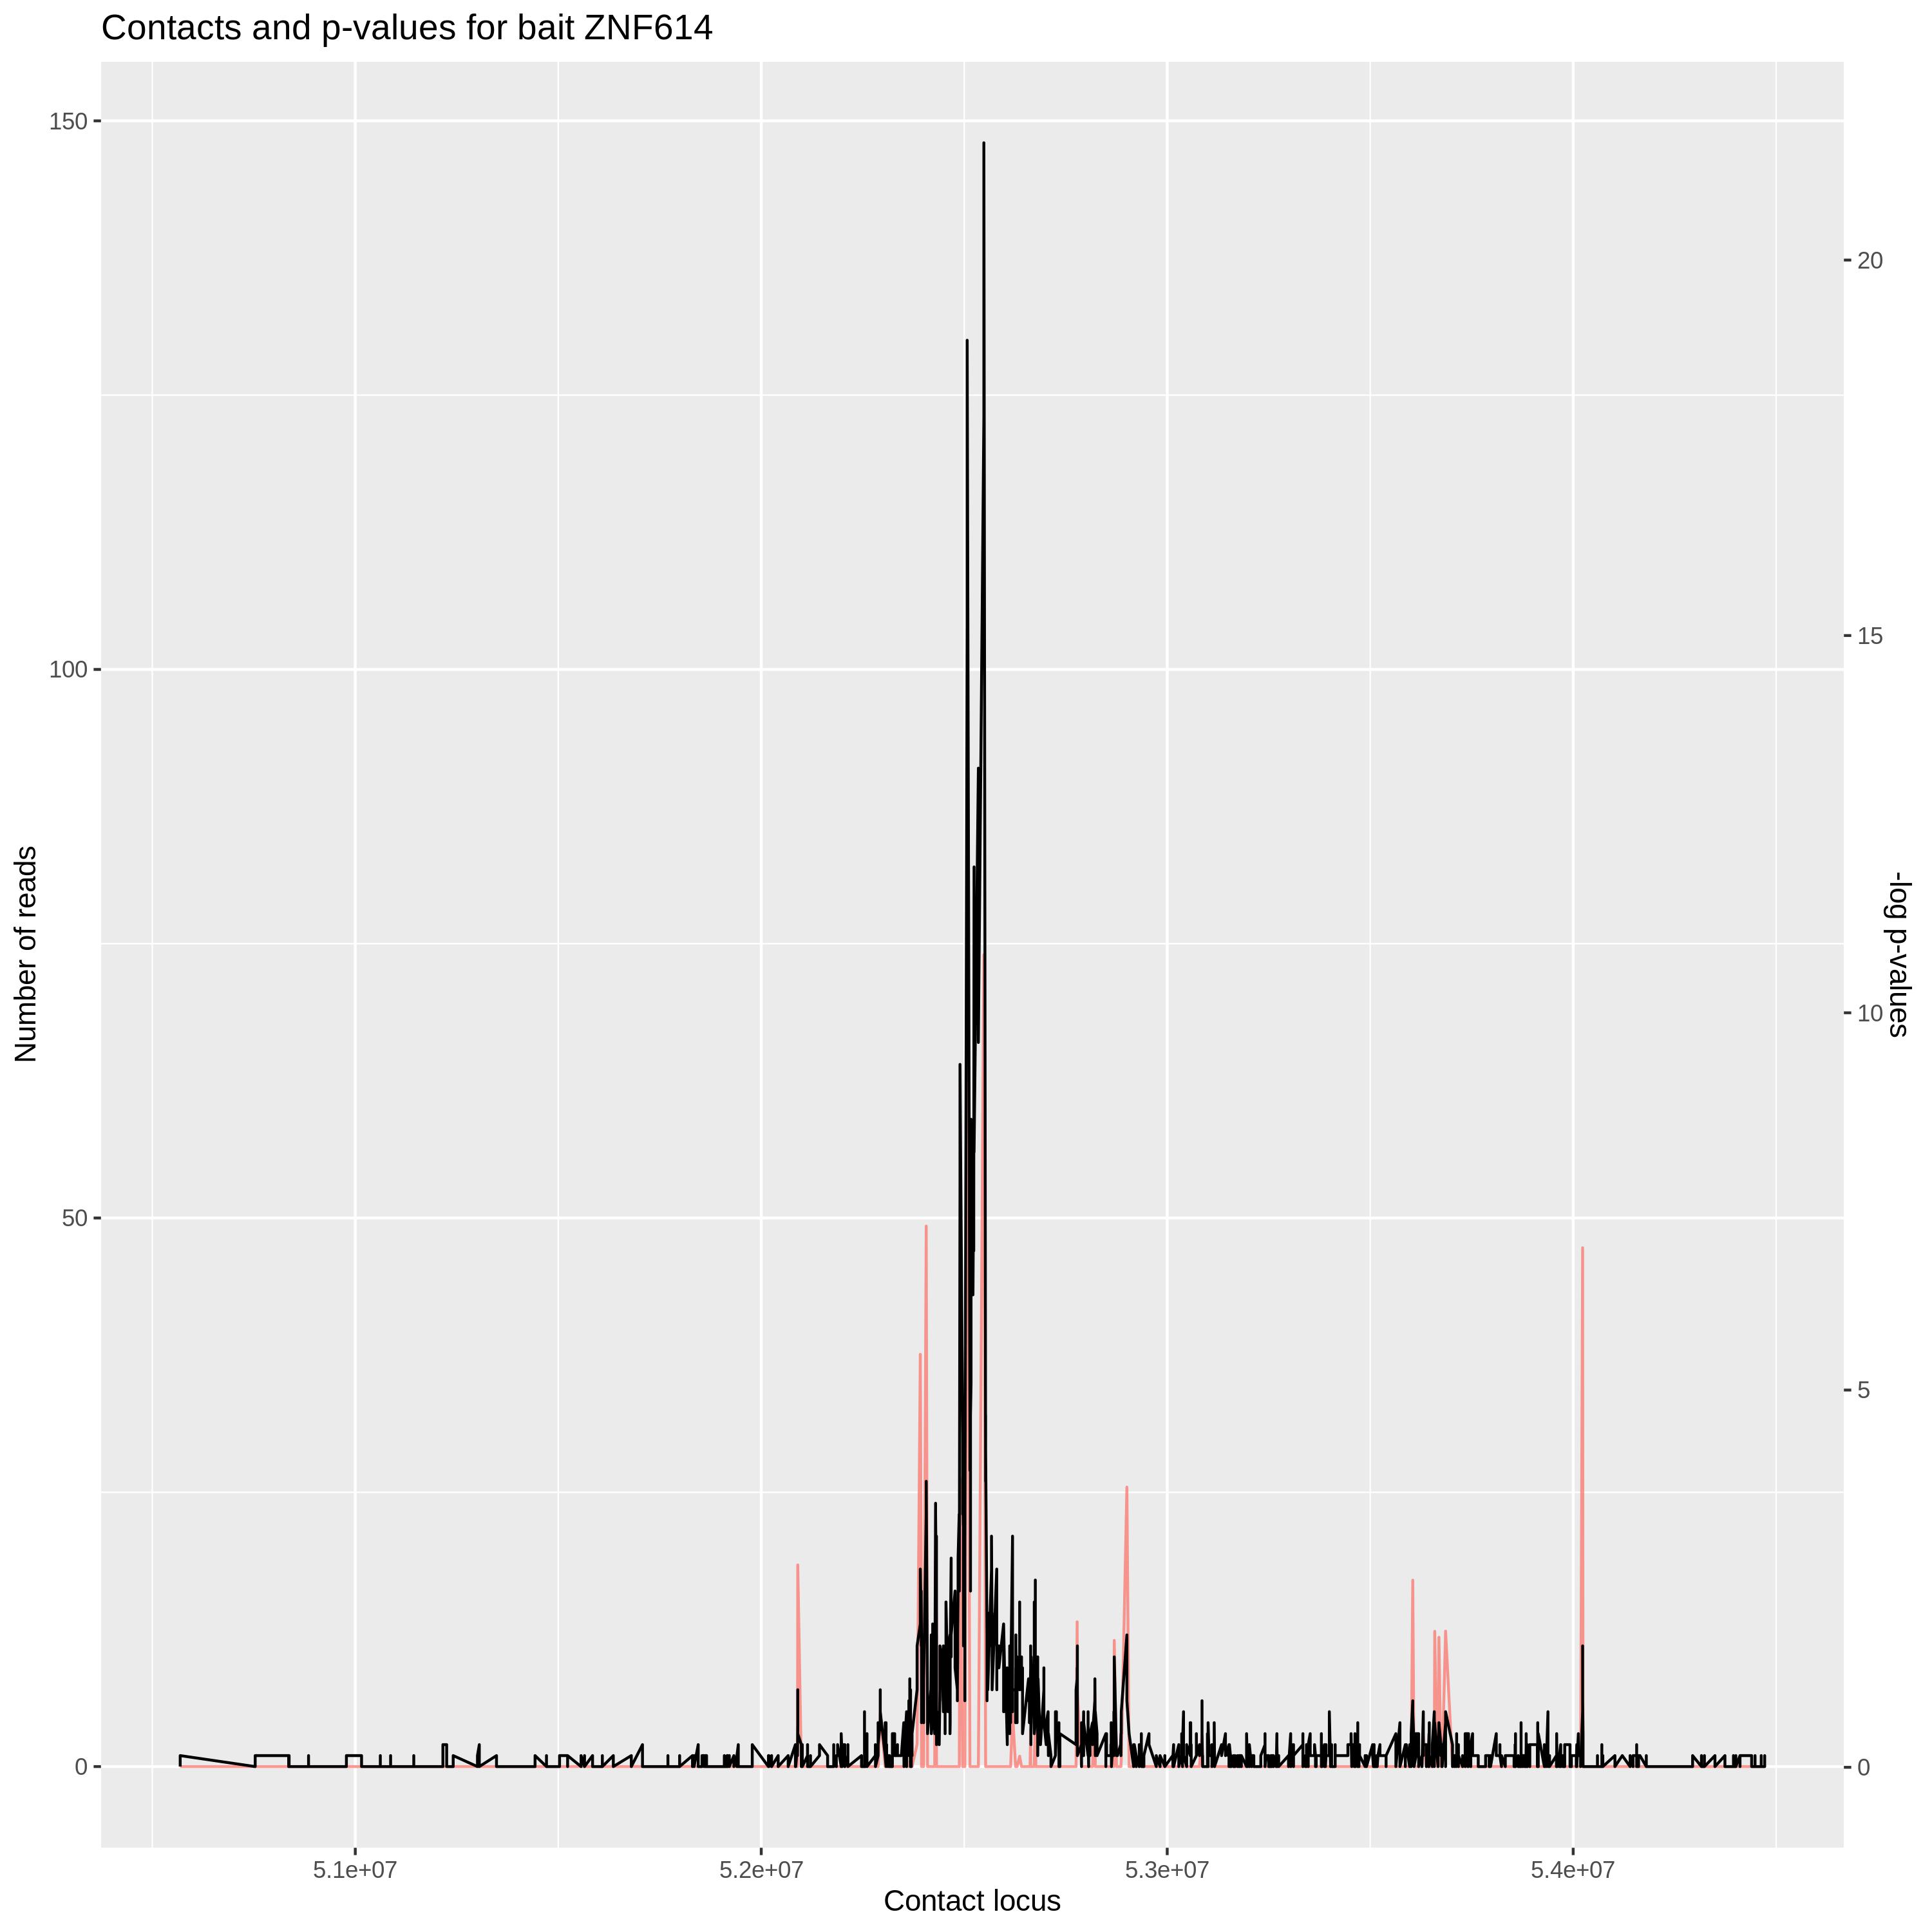 Contacts and p-values for bait ZNF614
150
100
50
0
Number of reads
20
15
10
5
0
-log p-values
5.1e+07 5.2e+07 5.3e+07 5.4e+07
Contact locus